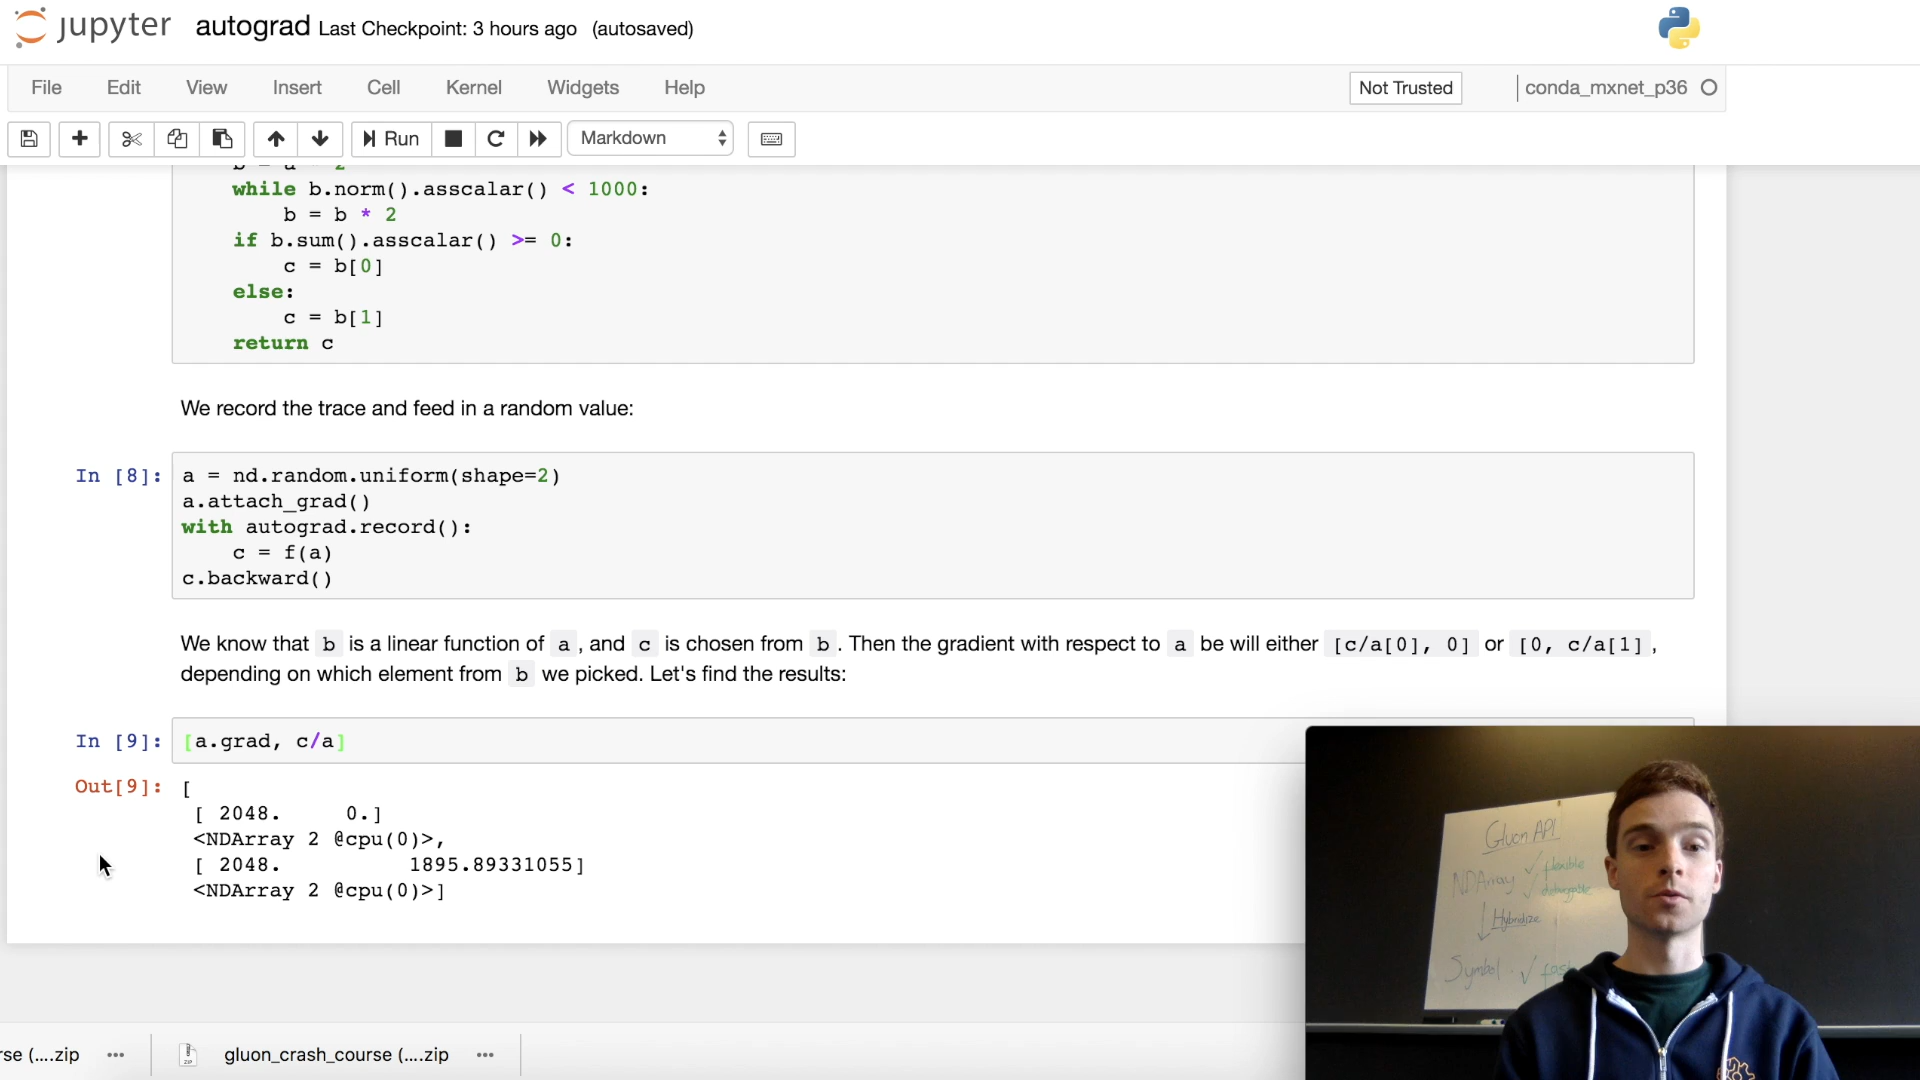 jupyter autograd Last Checkpoint: 3 hours ago (autosaved)
File Edit View Insert Cell Kernel Widgets Help Not Trusted conda_mxnet_p36
Run Markdown
b = a * 2
while b.norm().asscalar() < 1000:
b = b * 2
if b.sum().asscalar() >= 0:
c = b[0]
else:
c = b[1]
return c
We record the trace and feed in a random value:
In [8]: a = nd.random.uniform(shape=2)
a.attach_grad()
with autograd.record():
c = f(a)
c.backward()
We know that b is a linear function of a , and c is chosen from b . Then the gradient with respect to a be will either [c/a[0], 0] or [0, c/a[1] ,
depending on which element from b we picked. Let's find the results:
In [9]: [a.grad, c/a]
Out[9]: [
[ 2048. 0.]
<NDArray 2 @cpu(0)>,
[ 2048. 1895.89331055]
<NDArray 2 @cpu(0)>]
Gluon API
NDArray ✓ flexible
✓ debuggable
↓ Hybridize
Symbol ✓ fast
rse (....zip ••• gluon_crash_course (....zip •••